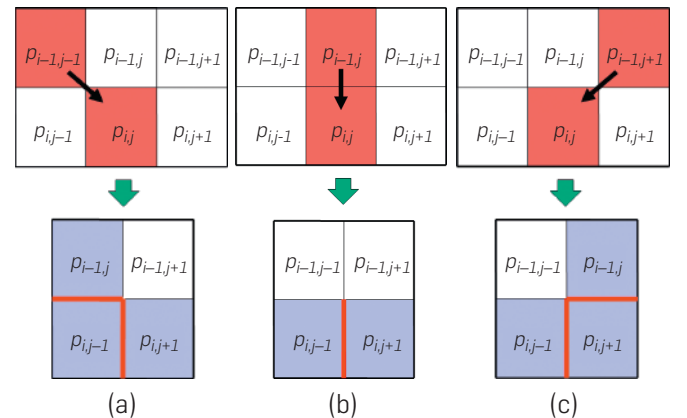 p_{i–1,j–1} p_{i–1,j} p_{i–1,j+1} p_{i–1,j-1} p_{i–1,j} p_{i–1,j+1} p_{i–1,j–1} p_{i–1,j} p_{i–1,j+1}
p_{i,j–1} p_{i,j} p_{i,j+1} p_{i,j-1} p_{i,j} p_{i,j+1} p_{i,j–1} p_{i,j} p_{i,j+1}
p_{i–1,j} p_{i–1,j+1} p_{i–1,j–1} p_{i–1,j+1} p_{i–1,j–1} p_{i–1,j}
p_{i,j–1} p_{i,j+1} p_{i,j–1} p_{i,j+1} p_{i,j–1} p_{i,j+1}
(a) (b) (c)